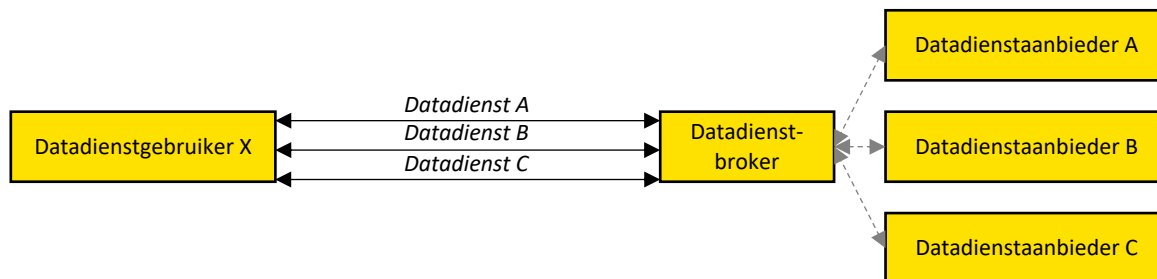 Datadienstaanbieder A
Datadienst A
Datadienst B
Datadienst C
Datadienstgebruiker X
Datadienst-
broker
Datadienstaanbieder B
Datadienstaanbieder C